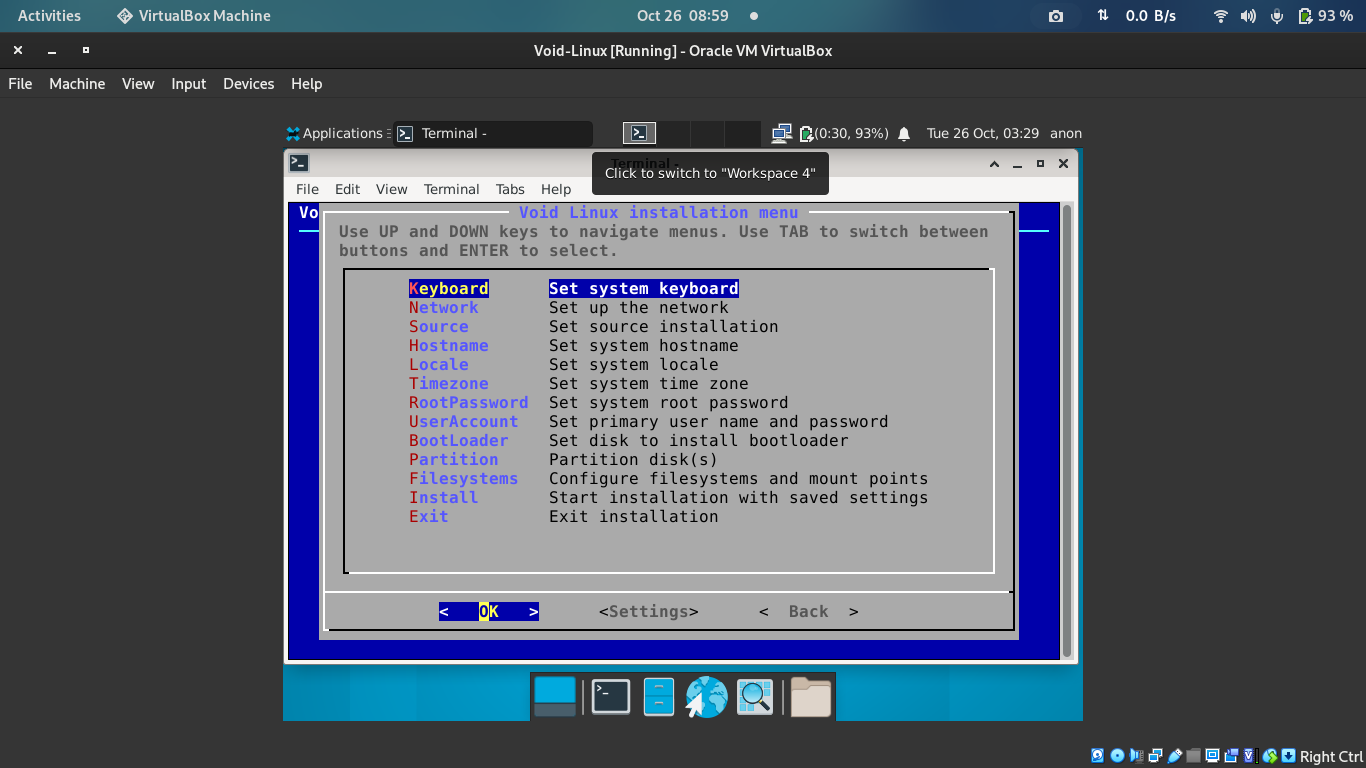 Activities VirtualBox Machine Oct 26 08:59 0.0 B/s 93 %
Void-Linux [Running] - Oracle VM VirtualBox
File Machine View Input Devices Help
Applications Terminal - (0:30, 93%) Tue 26 Oct, 03:29 anon
Terminal -
Click to switch to "Workspace 4"
File Edit View Terminal Tabs Help
Vo
Void Linux installation menu
Use UP and DOWN keys to navigate menus. Use TAB to switch between
buttons and ENTER to select.
Keyboard Set system keyboard
Network Set up the network
Source Set source installation
Hostname Set system hostname
Locale Set system locale
Timezone Set system time zone
RootPassword Set system root password
UserAccount Set primary user name and password
BootLoader Set disk to install bootloader
Partition Partition disk(s)
Filesystems Configure filesystems and mount points
Install Start installation with saved settings
Exit Exit installation
< OK > <Settings> < Back >
Right Ctrl